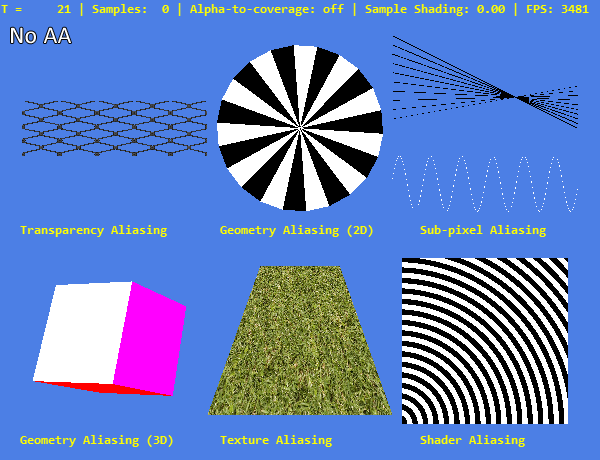 T =     21 | Samples:  0 | Alpha-to-coverage: off | Sample Shading: 0.00 | FPS: 3481
No AA
Transparency Aliasing
Geometry Aliasing (2D)
Sub-pixel Aliasing
Geometry Aliasing (3D)
Texture Aliasing
Shader Aliasing